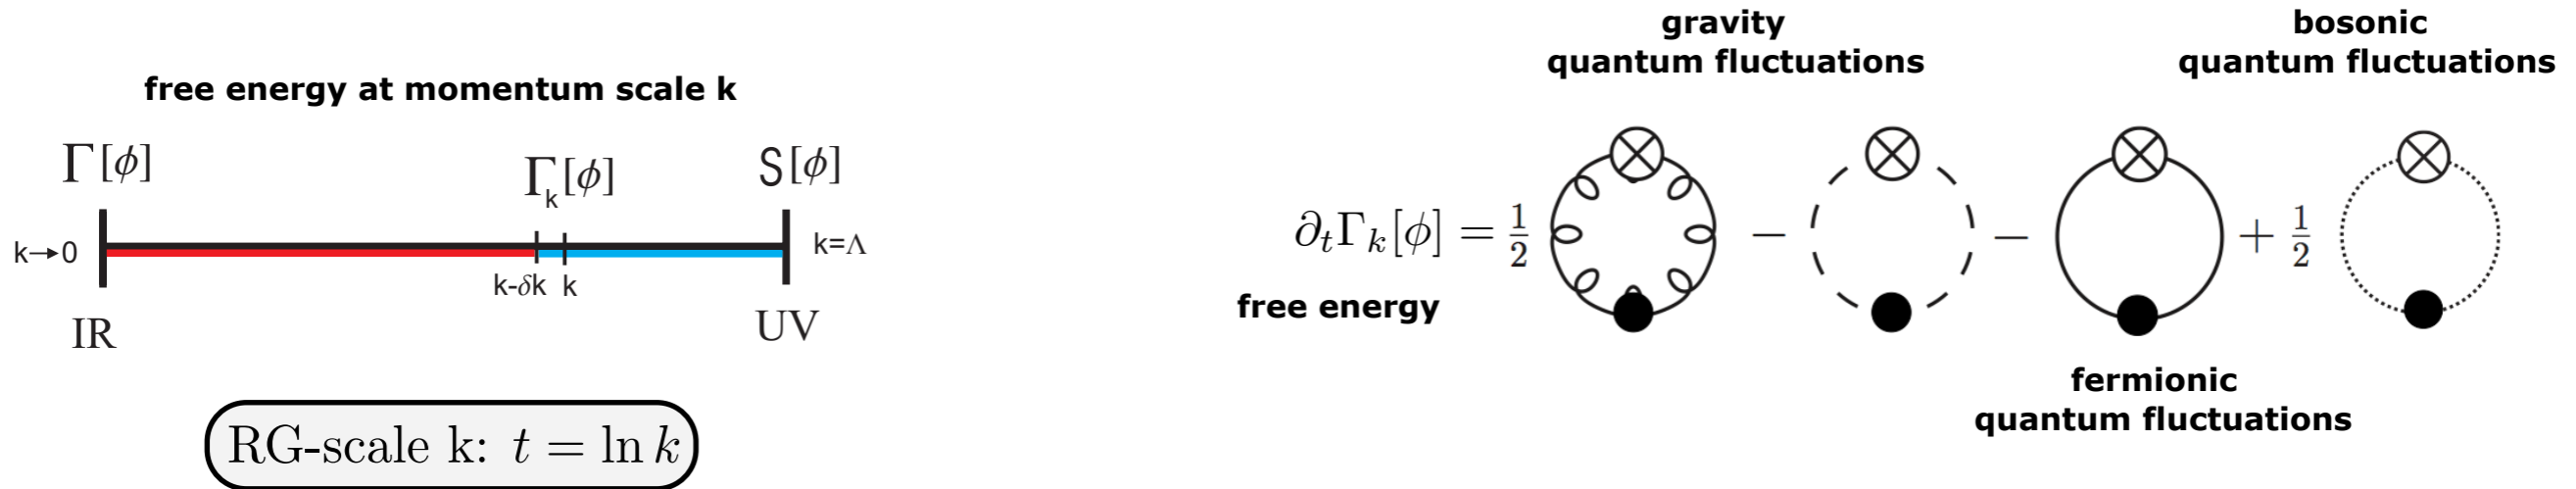 free energy at momentum scale k
Γ[ϕ]
Γk[ϕ]
S[ϕ]
k→0
k=Λ
k-δk k
IR
UV
RG-scale k: t = ln k
gravity
quantum fluctuations
bosonic
quantum fluctuations
∂tΓk[ϕ] = 1/2 − − + 1/2
free energy
fermionic
quantum fluctuations